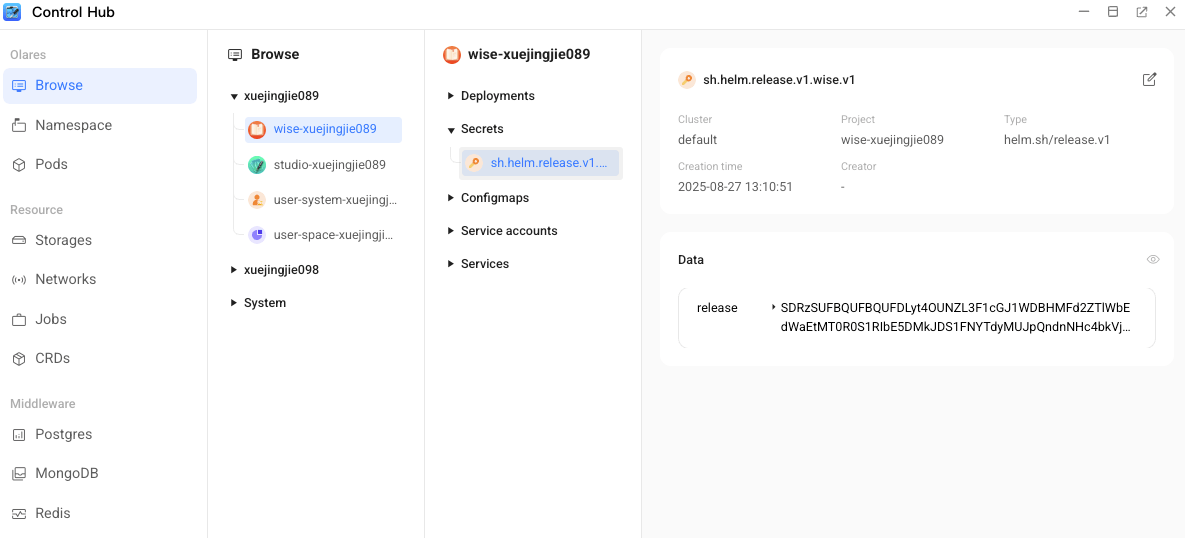 Control Hub
Olares
Browse
Namespace
Pods
Resource
Storages
Networks
Jobs
CRDs
Middleware
Postgres
MongoDB
Redis
Browse
xuejingjie089
wise-xuejingjie089
studio-xuejingjie089
user-system-xuejingj...
user-space-xuejingji...
xuejingjie098
System
wise-xuejingjie089
Deployments
Secrets
sh.helm.release.v1....
Configmaps
Service accounts
Services
sh.helm.release.v1.wise.v1
Cluster
default
Project
wise-xuejingjie089
Type
helm.sh/release.v1
Creation time
2025-08-27 13:10:51
Creator
-
Data
release
SDRzSUFBQUFBQUFDLyt4OUNZL3F1cGJ1WDBHMFd2ZTlWbE
dWaEtMT0R0S1RIbE5DMkJDS1FNYTdyMUJpQndnNHc4bkVj...